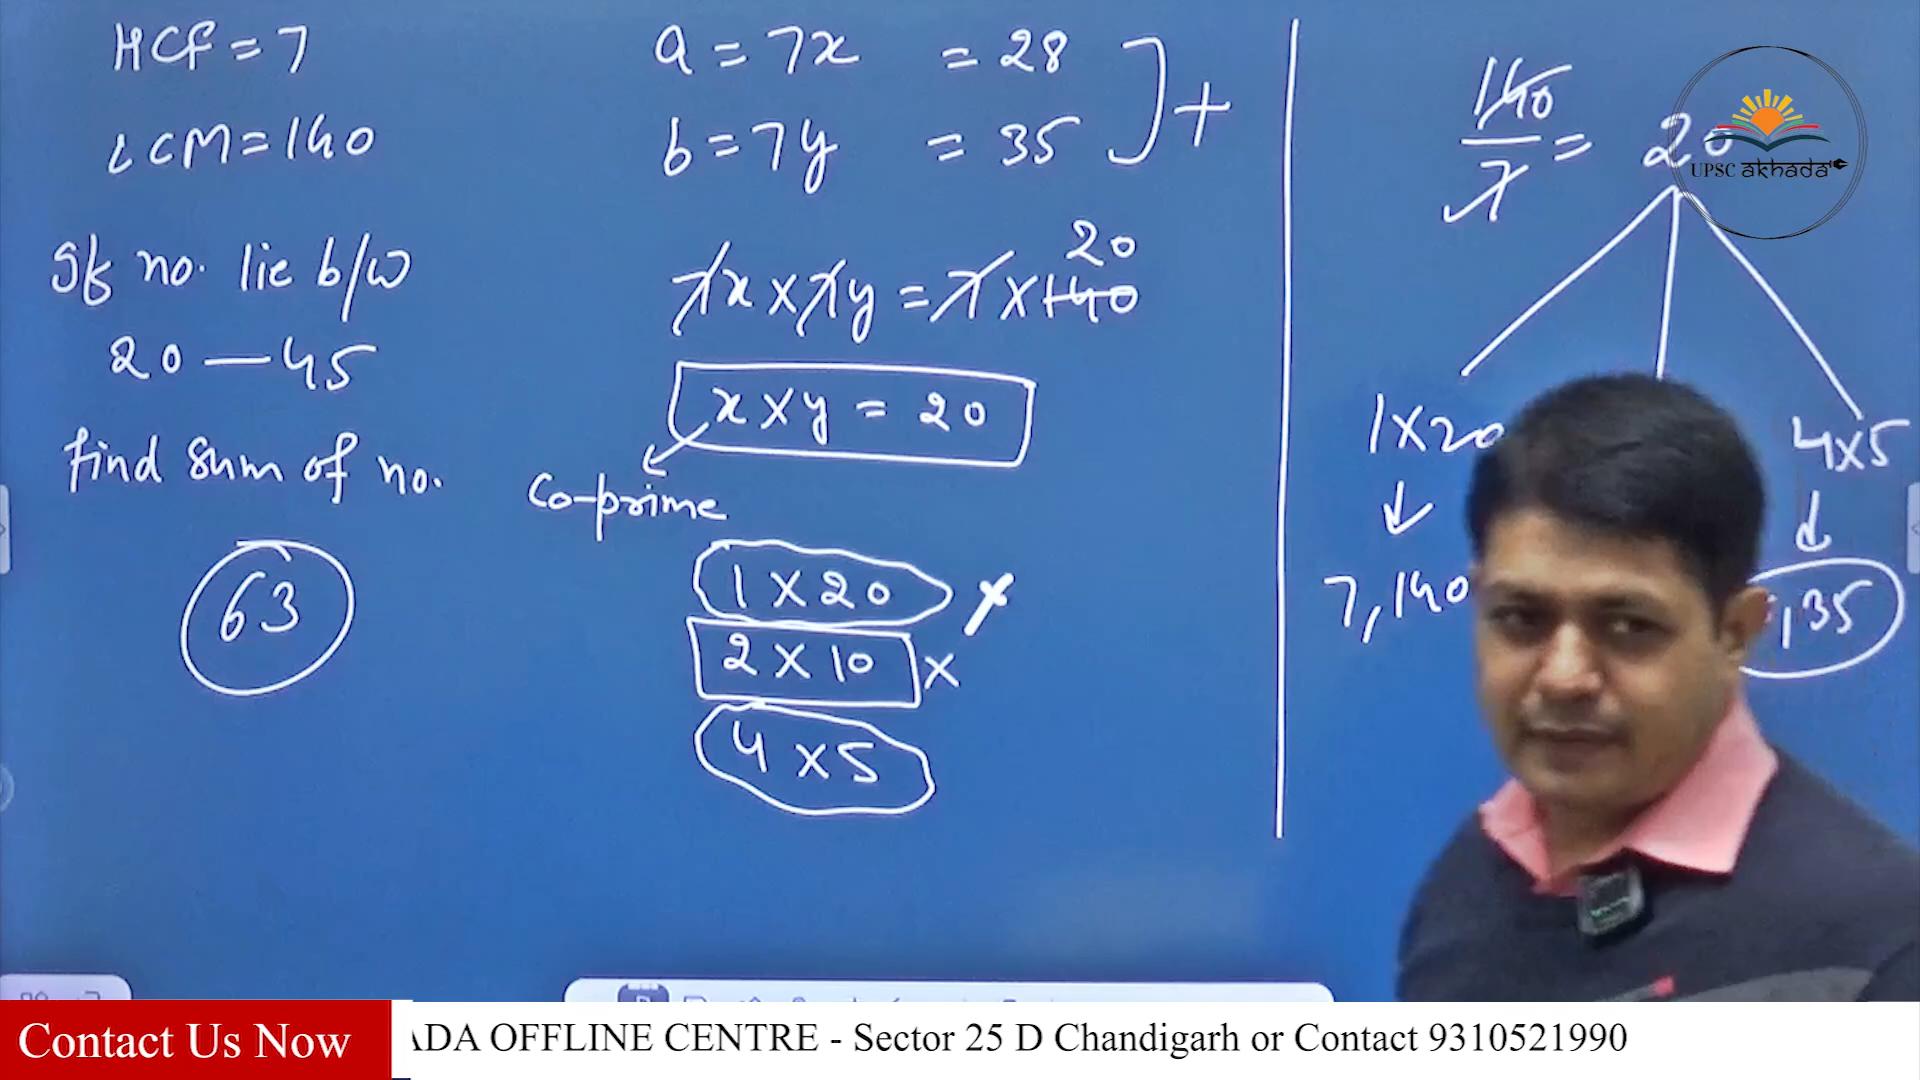 HCF = 7
LCM = 140
If no. lie b/w
20 — 45
find sum of no.
63
a = 7x = 28
b = 7y = 35
+
20
7x × 7y = 7 × 140
x × y = 20
Co-prime
1 × 20 ×
2 × 10 ×
4 × 5
140/7 = 20
UPSC akhada
1 × 20
4 × 5
7, 140
,35
Contact Us Now
ADA OFFLINE CENTRE - Sector 25 D Chandigarh or Contact 9310521990